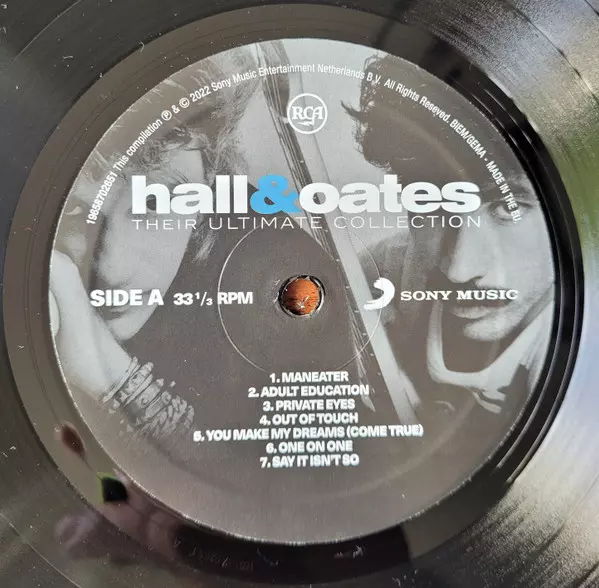 19658702651 This compilation ℗ & © 2022 Sony Music Entertainment Netherlands B.V. All Rights Reseved. BIEM/GEMA - MADE IN THE EU.
RCA
hall&oates
THEIR ULTIMATE COLLECTION
SIDE A 33 1/3 RPM
SONY MUSIC
1. MANEATER
2. ADULT EDUCATION
3. PRIVATE EYES
4. OUT OF TOUCH
5. YOU MAKE MY DREAMS (COME TRUE)
6. ONE ON ONE
7. SAY IT ISN'T SO